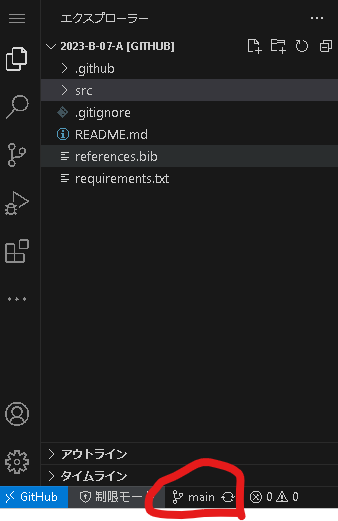 エクスプローラー
2023-B-07-A [GITHUB]
.github
src
.gitignore
README.md
references.bib
requirements.txt
アウトライン
タイムライン
GitHub 制限モード main 0 0